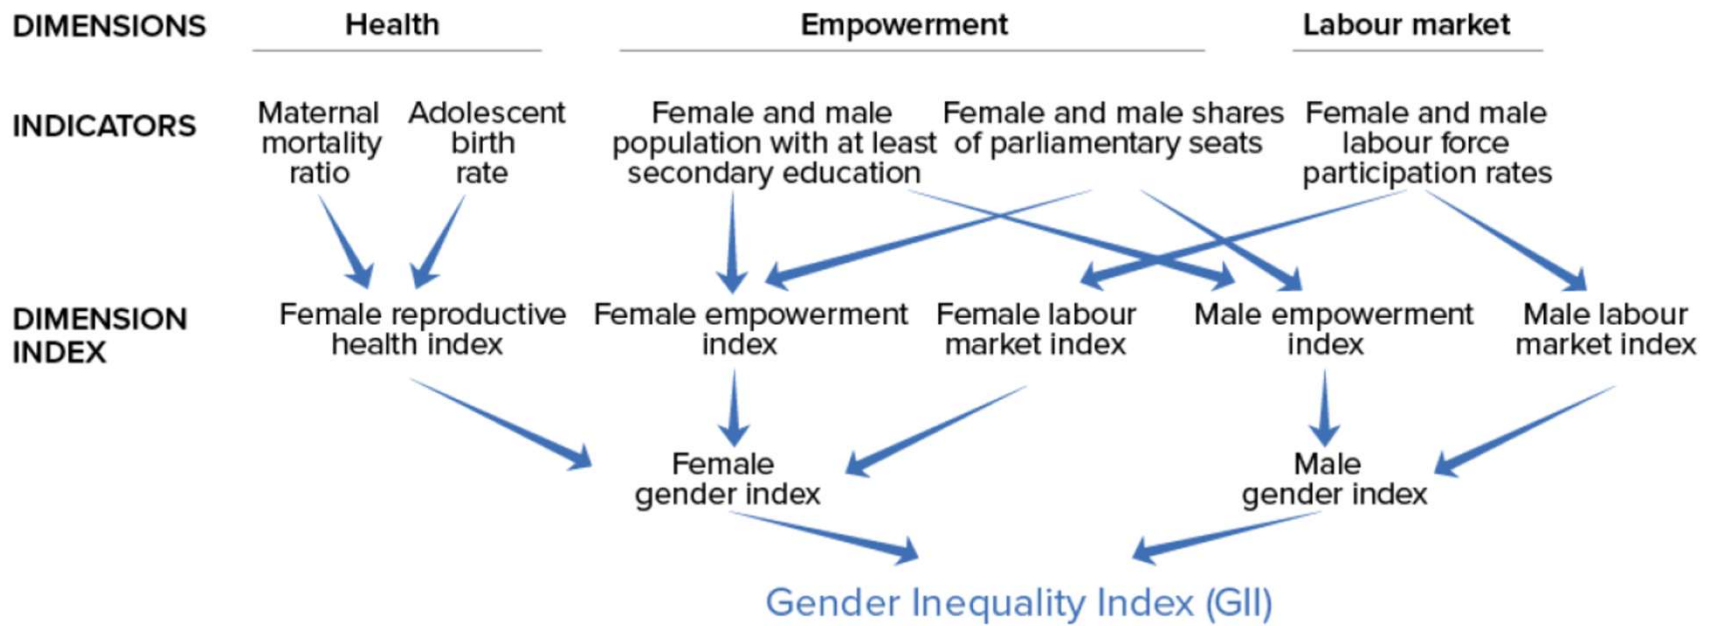 DIMENSIONS
Health
Empowerment
Labour market
INDICATORS
Maternal
mortality
ratio
Adolescent
birth
rate
Female and male
population with at least
secondary education
Female and male shares
of parliamentary seats
Female and male
labour force
participation rates
DIMENSION
INDEX
Female reproductive
health index
Female empowerment
index
Female labour
market index
Male empowerment
index
Male labour
market index
Female
gender index
Male
gender index
Gender Inequality Index (GII)